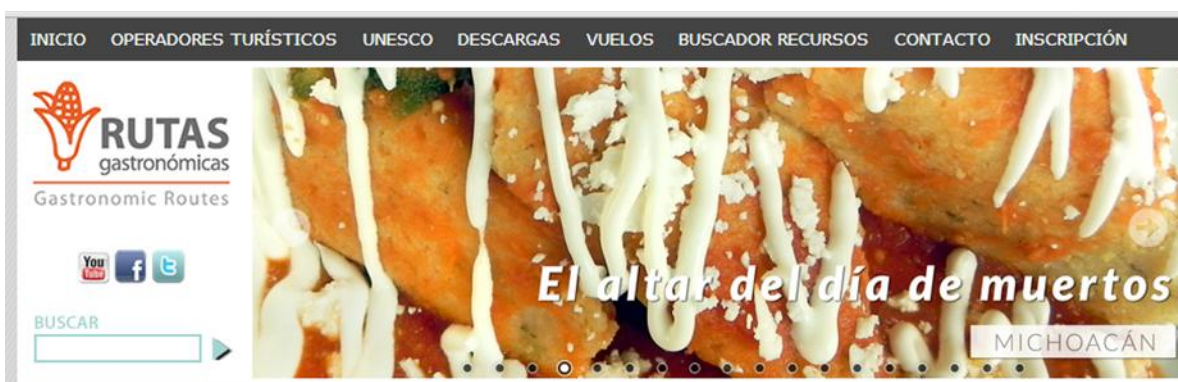 INICIO OPERADORES TURÍSTICOS UNESCO DESCARGAS VUELOS BUSCADOR RECURSOS CONTACTO INSCRIPCIÓN
RUTAS
gastronómicas
Gastronomic Routes
You
Tube
f
t
BUSCAR
El altar del día de muertos
MICHOACÁN